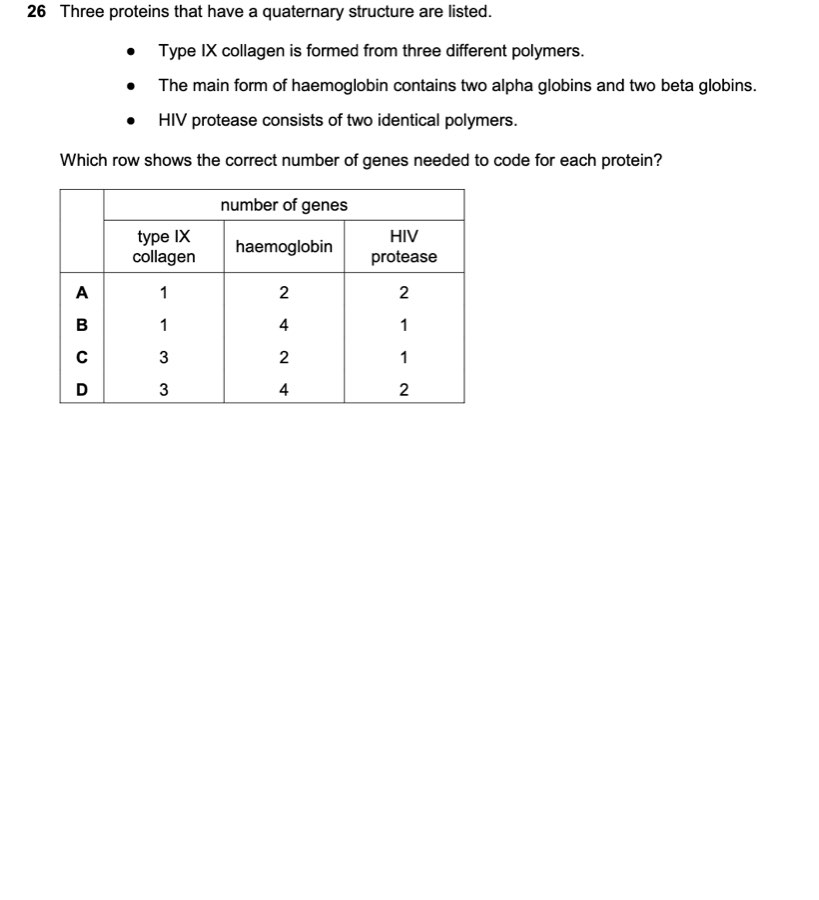 26 Three proteins that have a quaternary structure are listed.
• Type IX collagen is formed from three different polymers.
• The main form of haemoglobin contains two alpha globins and two beta globins.
• HIV protease consists of two identical polymers.
Which row shows the correct number of genes needed to code for each protein?
number of genes
type IX collagen haemoglobin HIV protease
A 1 2 2
B 1 4 1
C 3 2 1
D 3 4 2